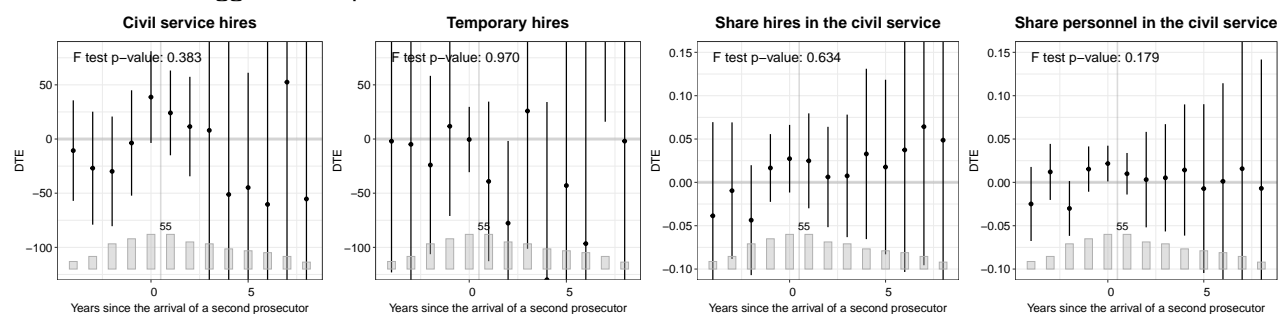 Civil service hires
F test p−value: 0.383
50
0
−50
−100
DTE
55
0
5
Years since the arrival of a second prosecutor
Temporary hires
F test p−value: 0.970
50
0
−50
−100
DTE
55
0
5
Years since the arrival of a second prosecutor
Share hires in the civil service
F test p−value: 0.634
0.15
0.10
0.05
0.00
−0.05
−0.10
DTE
55
0
5
Years since the arrival of a second prosecutor
Share personnel in the civil service
F test p−value: 0.179
0.15
0.10
0.05
0.00
−0.05
−0.10
DTE
55
0
5
Years since the arrival of a second prosecutor